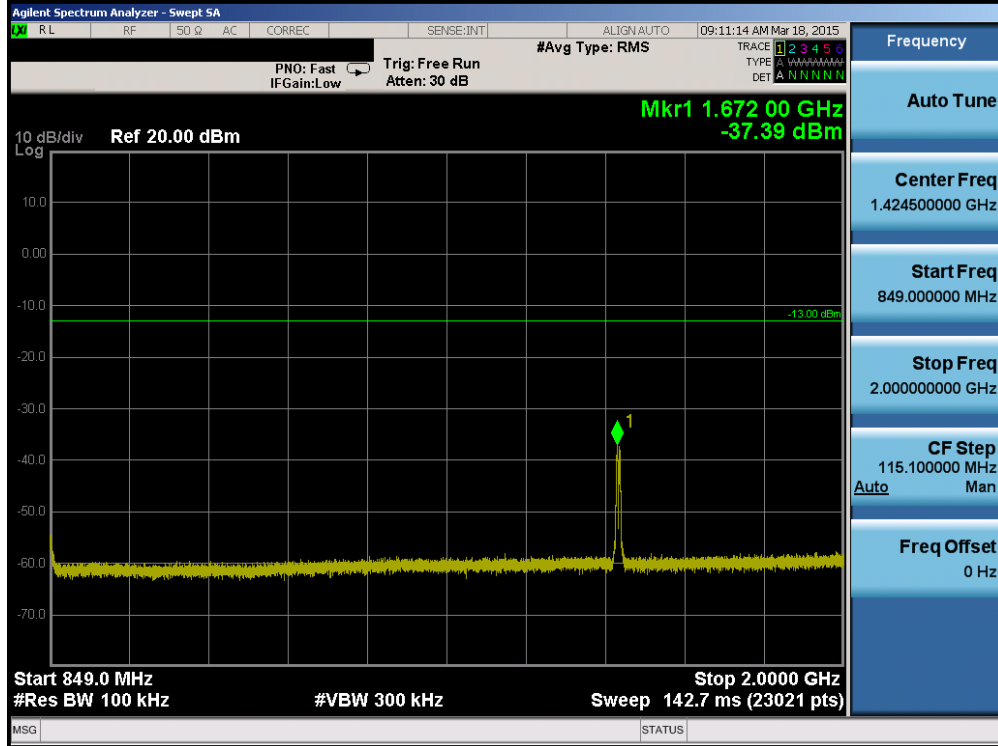 Agilent Spectrum Analyzer - Swept SA
LXI RL RF 50 Ω AC CORREC SENSE:INT ALIGN AUTO 09:11:14 AM Mar 18, 2015
#Avg Type: RMS
TRACE 1 2 3 4 5 6
TYPE A WWWWW
DET A N N N N N
PNO: Fast
IFGain:Low
Trig: Free Run
Atten: 30 dB
Mkr1 1.672 00 GHz
-37.39 dBm
10 dB/div Ref 20.00 dBm
Log
10.0
0.00
-10.0
-13.00 dBm
-20.0
-30.0
1
-40.0
-50.0
-60.0
-70.0
Start 849.0 MHz Stop 2.0000 GHz
#Res BW 100 kHz #VBW 300 kHz Sweep 142.7 ms (23021 pts)
MSG STATUS
Frequency
Auto Tune
Center Freq
1.424500000 GHz
Start Freq
849.000000 MHz
Stop Freq
2.000000000 GHz
CF Step
115.100000 MHz
Auto Man
Freq Offset
0 Hz